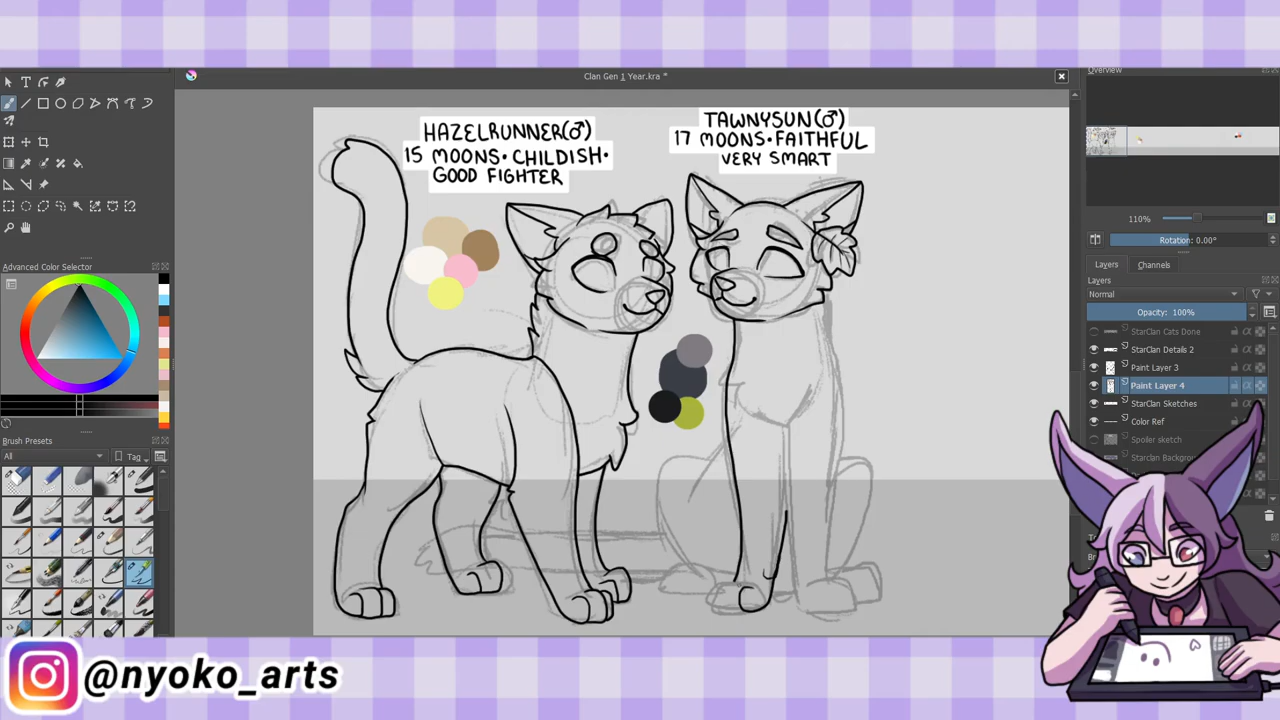 Clan Gen 1 Year.kra *
Overview
HAZELRUNNER(♂)
15 MOONS• CHILDISH•
GOOD FIGHTER
TAWNYSUN(♂)
17 MOONS•FAITHFUL
VERY SMART
110%
Rotation: 0.00°
Layers
Channels
Layers
Normal
Opacity: 100%
StarClan Cats Done
StarClan Details 2
Paint Layer 3
Paint Layer 4
StarClan Sketches
Color Ref
Spoiler sketch
Advanced Color Selector
Brush Presets
All
Tag
@nyoko_arts